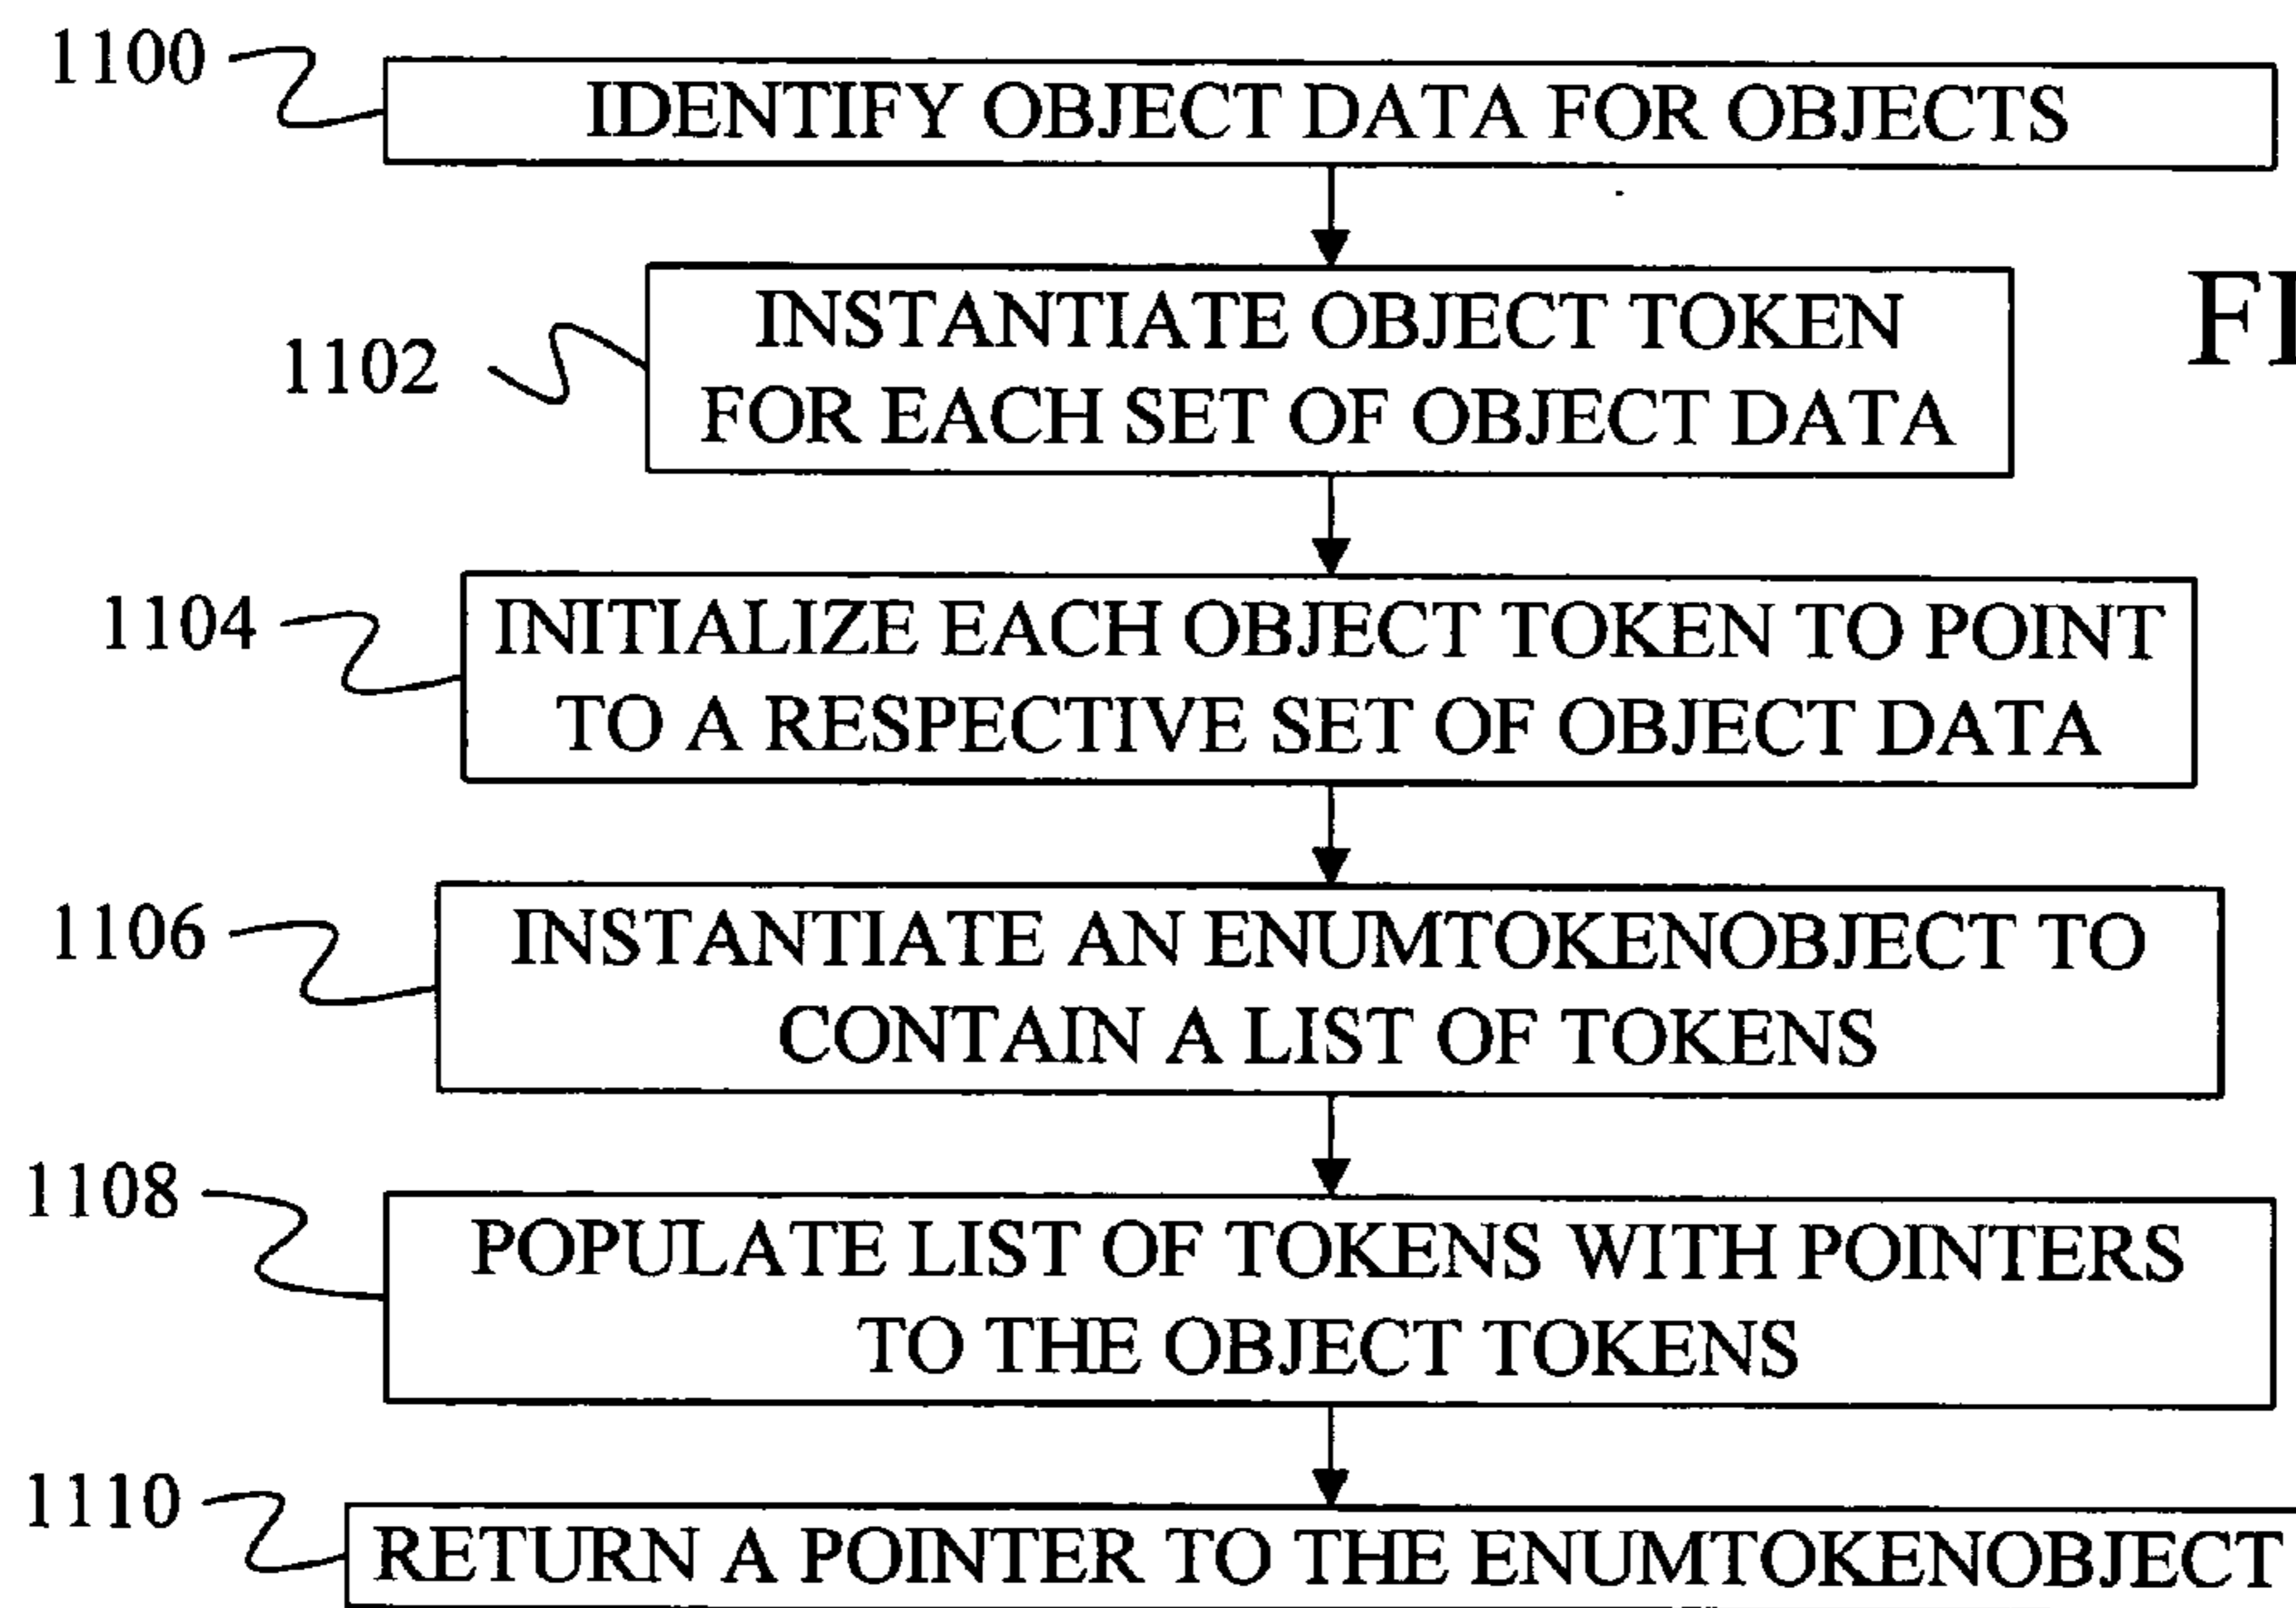 1100
IDENTIFY OBJECT DATA FOR OBJECTS
1102
INSTANTIATE OBJECT TOKEN
FOR EACH SET OF OBJECT DATA
1104
INITIALIZE EACH OBJECT TOKEN TO POINT
TO A RESPECTIVE SET OF OBJECT DATA
1106
INSTANTIATE AN ENUMTOKENOBJECT TO
CONTAIN A LIST OF TOKENS
1108
POPULATE LIST OF TOKENS WITH POINTERS
TO THE OBJECT TOKENS
1110
RETURN A POINTER TO THE ENUMTOKENOBJECT